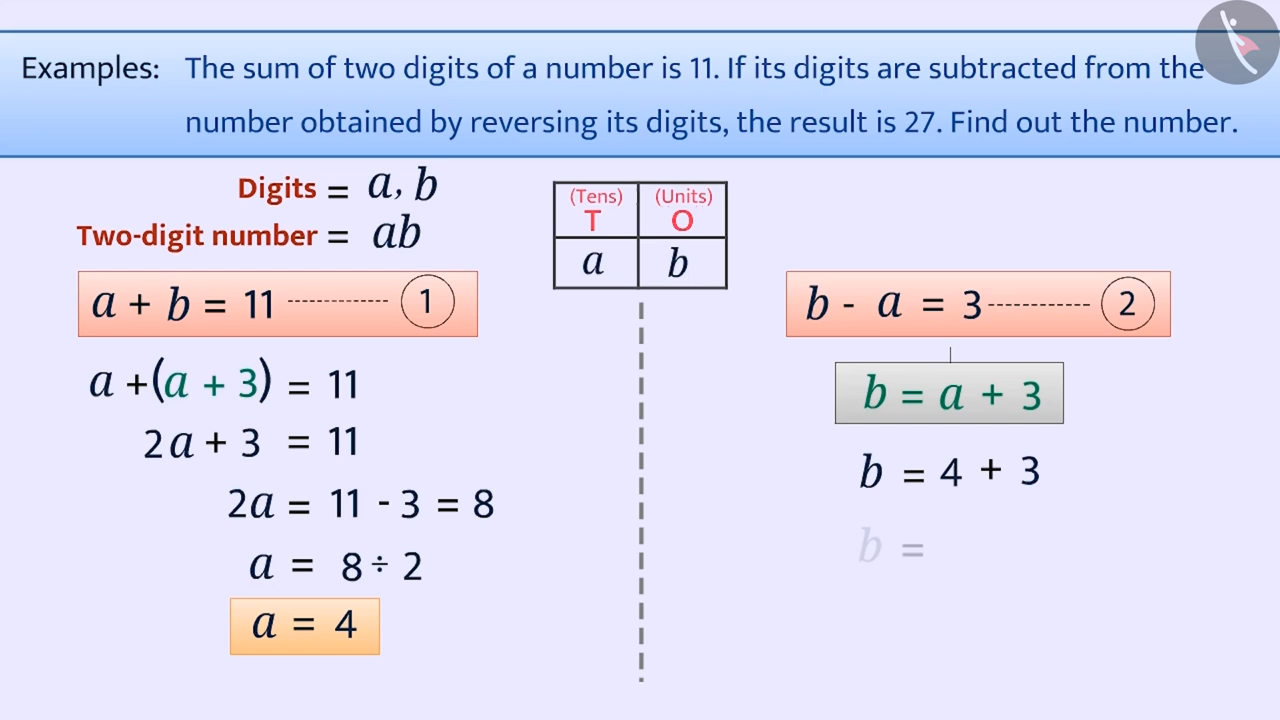 Examples: The sum of two digits of a number is 11. If its digits are subtracted from the
number obtained by reversing its digits, the result is 27. Find out the number.
Digits = a, b
Two-digit number = ab
(Tens) (Units)
T O
a b
a + b = 11 ---------- 1
a + (a + 3) = 11
2a + 3 = 11
2a = 11 - 3 = 8
a = 8 ÷ 2
a = 4
b - a = 3 ---------- 2
b = a + 3
b = 4 + 3
b =